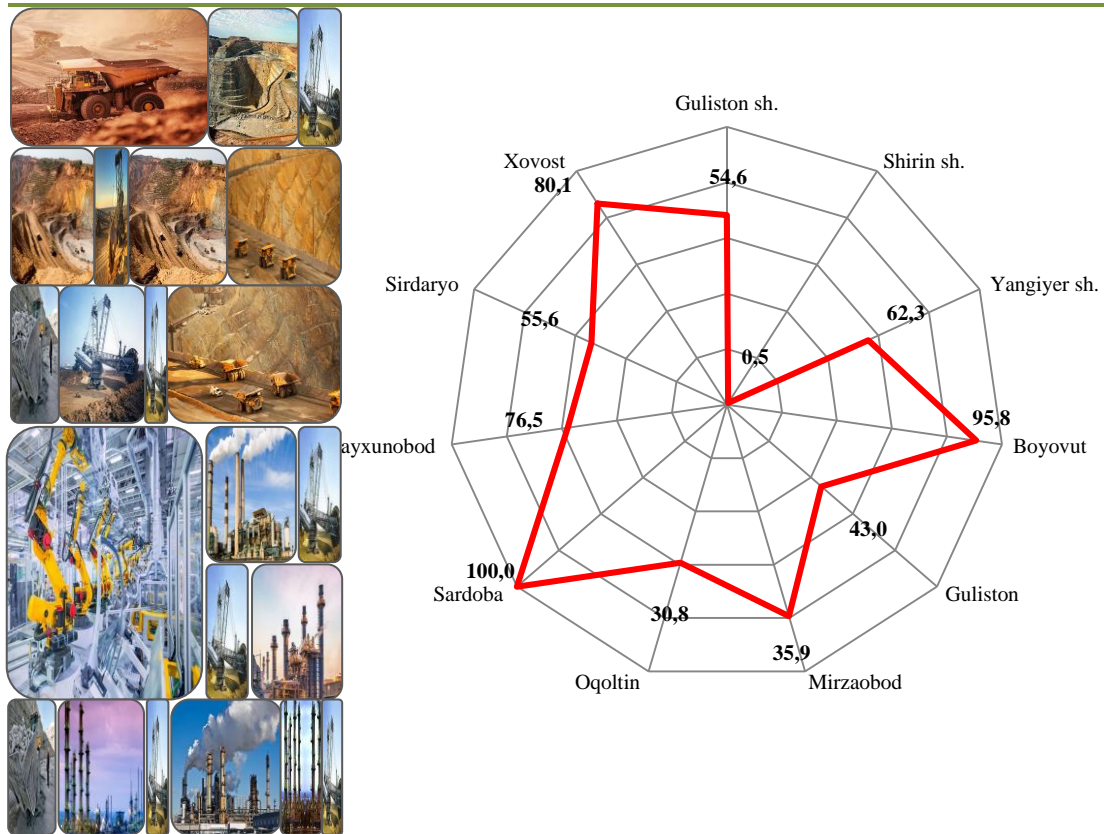 Guliston sh.
54,6
Shirin sh.
0,5
Yangiyer sh.
62,3
Boyovut
95,8
Guliston
43,0
Mirzaobod
35,9
Oqoltin
30,8
Sardoba
100,0
ayxunobod
76,5
Sirdaryo
55,6
Xovost
80,1